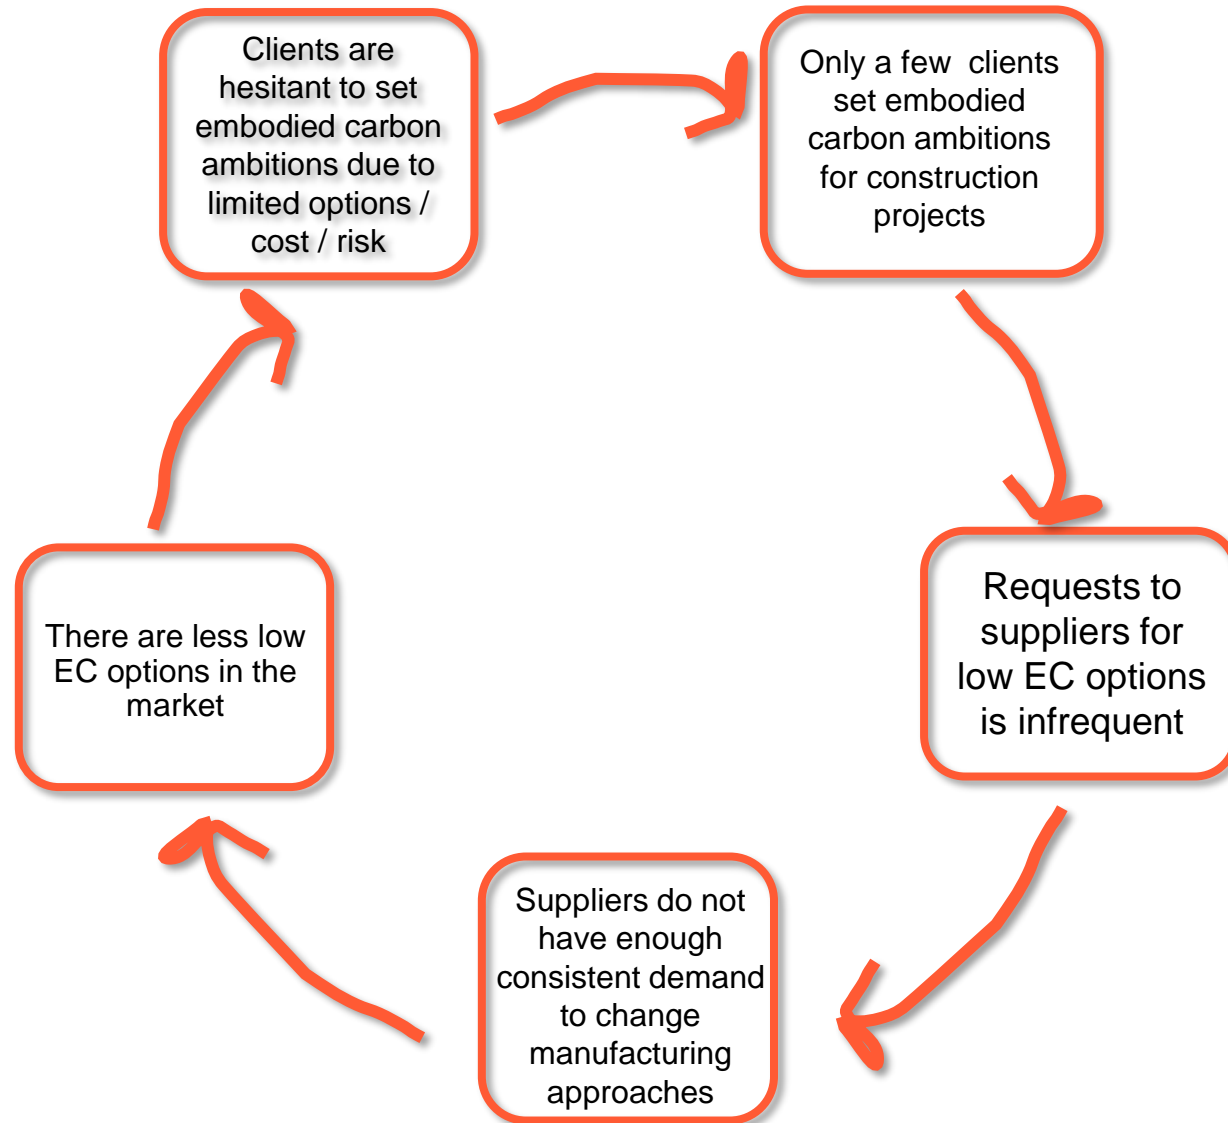 Clients are
hesitant to set
embodied carbon
ambitions due to
limited options /
cost / risk
Only a few  clients
set embodied
carbon ambitions
for construction
projects
Requests to
suppliers for
low EC options
is infrequent
Suppliers do not
have enough
consistent demand
to change
manufacturing
approaches
There are less low
EC options in the
market